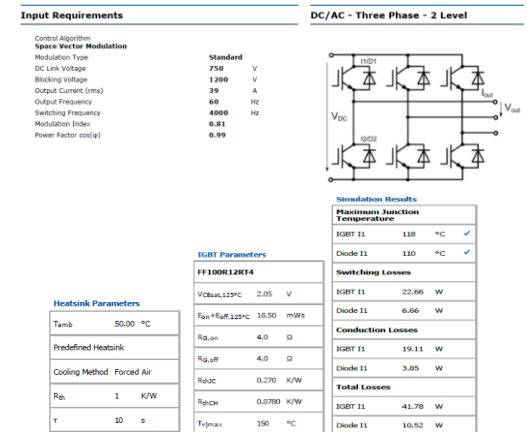 Input Requirements
Control Algorithm
Space Vector Modulation
Modulation Type Standard
DC Link Voltage 750 V
Blocking Voltage 1200 V
Output Current (rms) 39 A
Output Frequency 60 Hz
Switching Frequency 4000 Hz
Modulation Index 0.81
Power Factor cos(φ) 0.99
DC/AC - Three Phase - 2 Level
I1/D1
Iout
VDC
Vout
I2/D2
Heatsink Parameters
Tamb 50.00 °C
Predefined Heatsink
Cooling Method Forced Air
Rth 1 K/W
T 10 s
IGBT Parameters
FF100R12RT4
VCEsat,125°C 2.05 V
Eon+Eoff,125°C 18.50 mWs
RG,on 4.0 Ω
RG,off 4.0 Ω
RthJC 0.270 K/W
RthCH 0.0780 K/W
Tvjmax 150 °C
Simulation Results
Maximum Junction
Temperature
IGBT I1 118 °C ✓
Diode I1 110 °C ✓
Switching Losses
IGBT I1 22.66 W
Diode I1 6.66 W
Conduction Losses
IGBT I1 19.11 W
Diode I1 3.85 W
Total Losses
IGBT I1 41.78 W
Diode I1 10.52 W